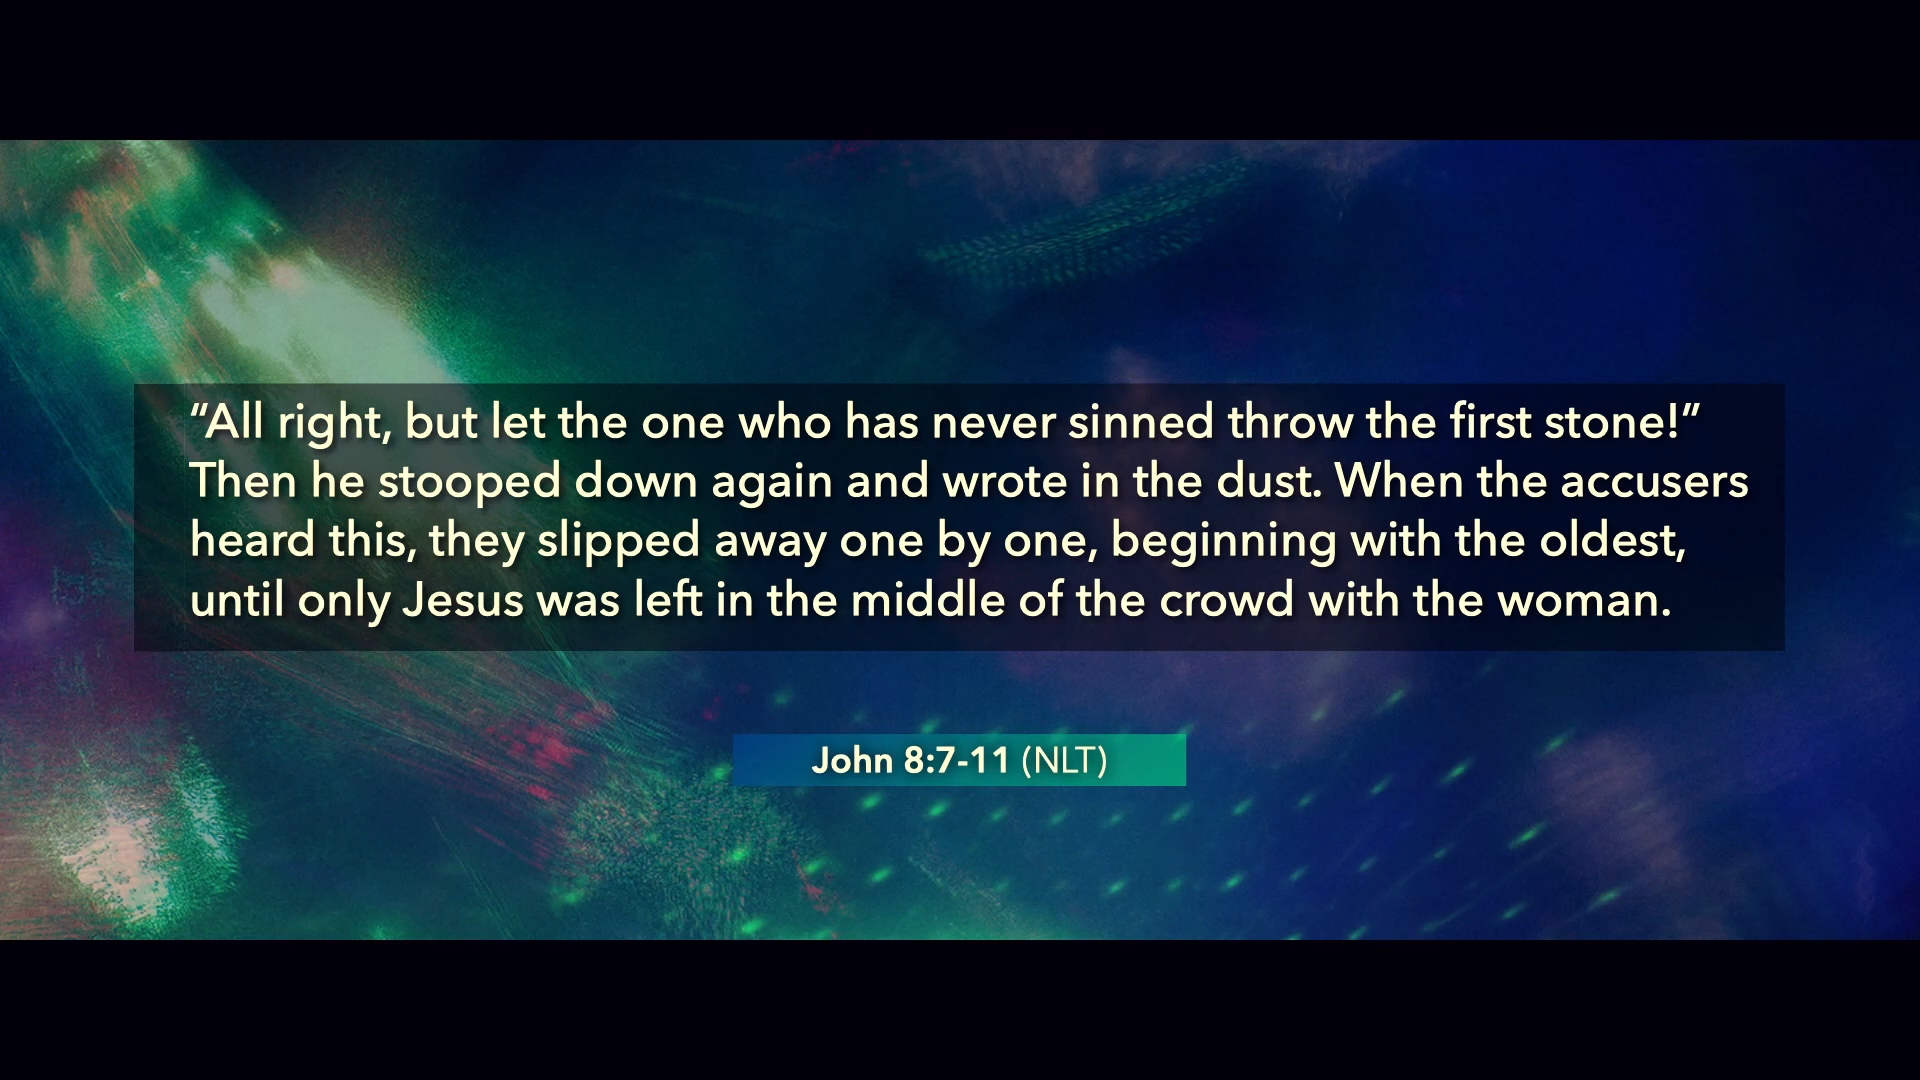 “All right, but let the one who has never sinned throw the first stone!”
Then he stooped down again and wrote in the dust. When the accusers
heard this, they slipped away one by one, beginning with the oldest,
until only Jesus was left in the middle of the crowd with the woman.
John 8:7-11 (NLT)